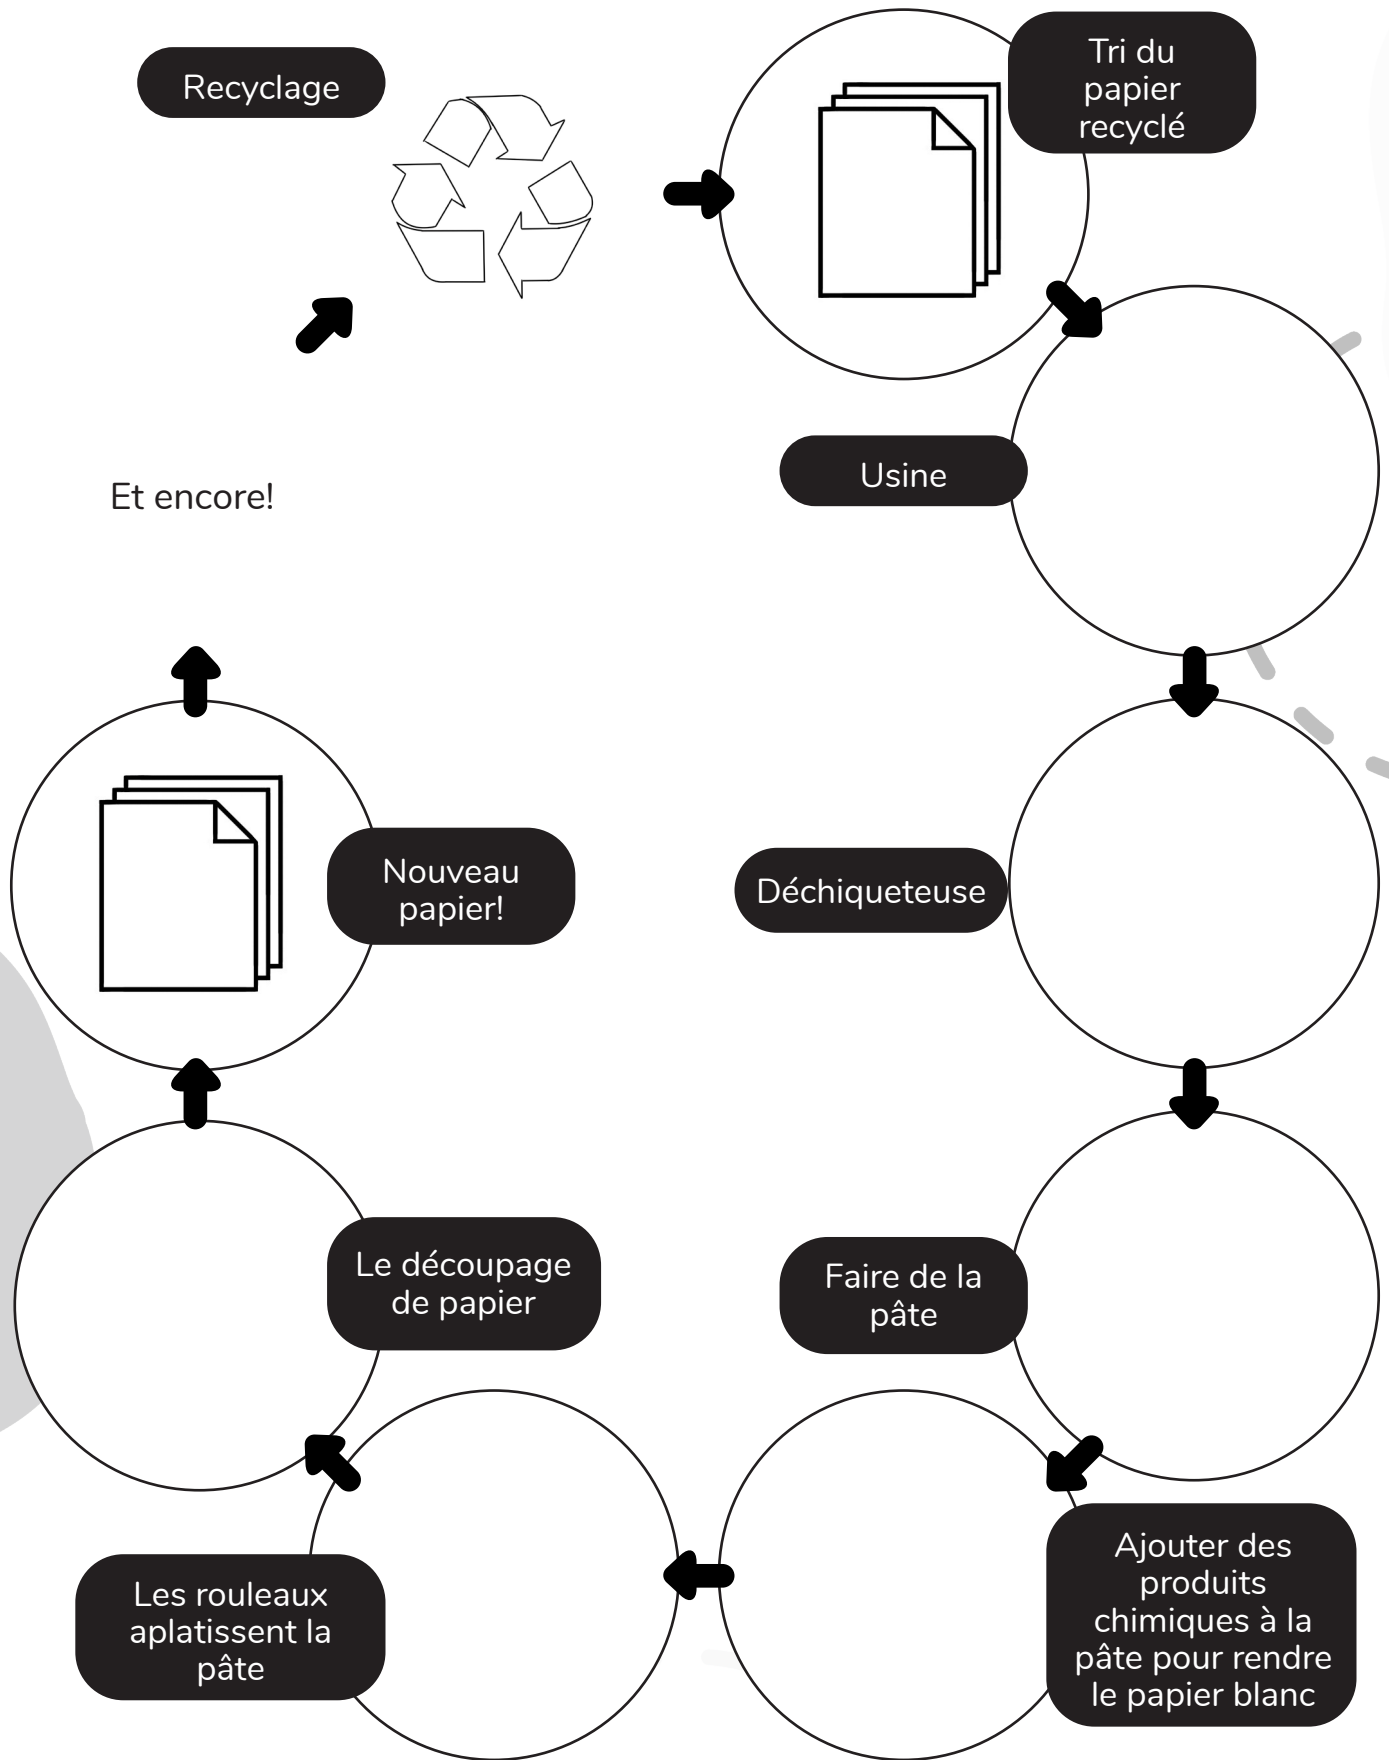 Recyclage
Tri du
papier
recyclé
Usine
Et encore!
Nouveau
papier!
Déchiqueteuse
Le découpage
de papier
Faire de la
pâte
Les rouleaux
aplatissent la
pâte
Ajouter des
produits
chimiques à la
pâte pour rendre
le papier blanc